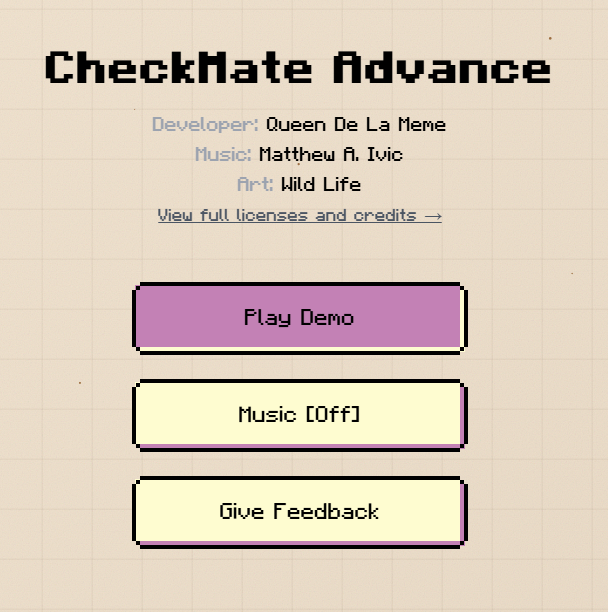 CheckMate Advance
Developer: Queen De La Meme
Music: Matthew A. Ivic
Art: Wild Life
View full licenses and credits →
Play Demo
Music [Off]
Give Feedback